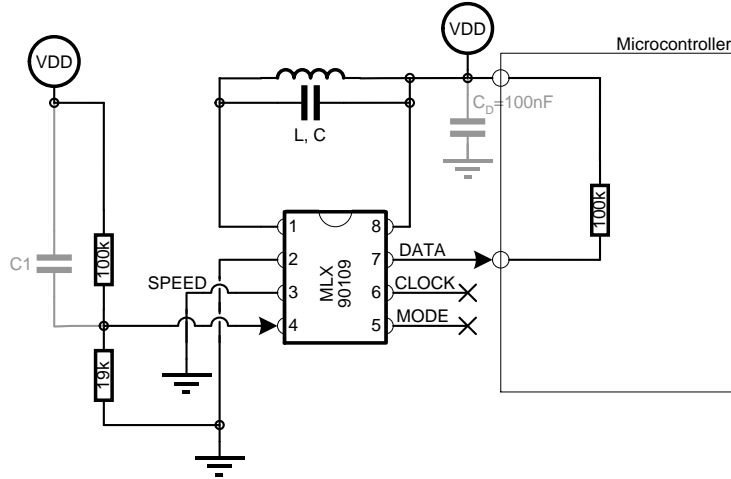 VDD
Microcontroller
VDD
C_D=100nF
L, C
100k
1
8
DATA
2
7
C1
100k
SPEED
MLX
90109
CLOCK
3
6
MODE
4
5
19k